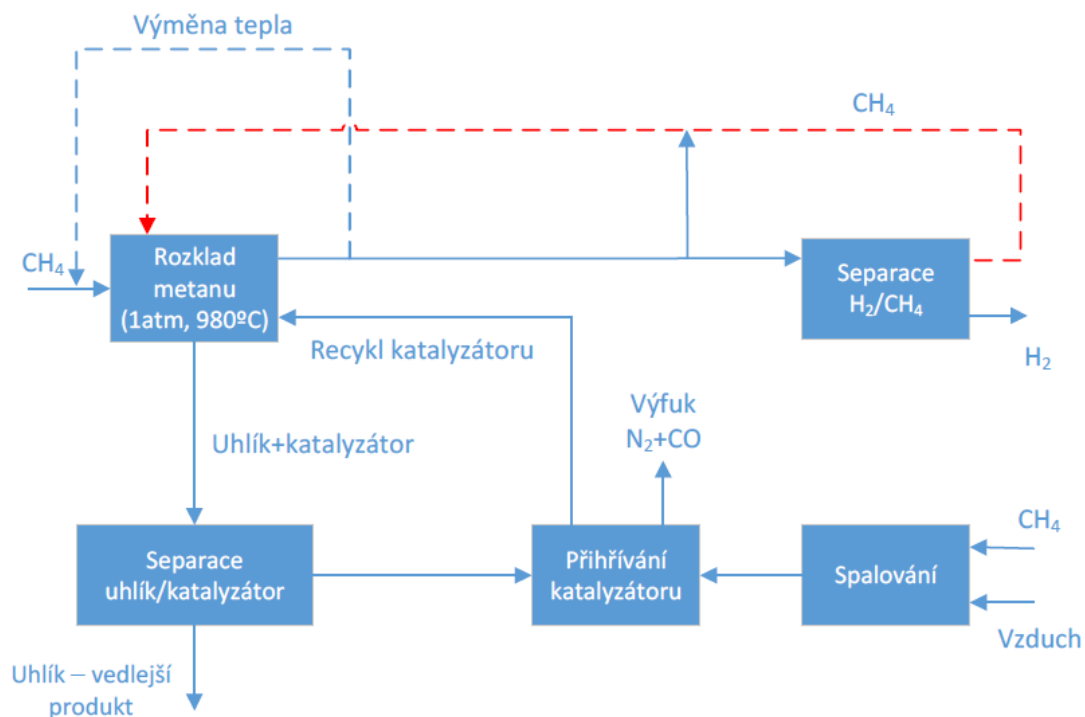 Výměna tepla
CH₄
CH₄
Rozklad
metanu
(1atm, 980ºC)
Separace
H₂/CH₄
H₂
Recykl katalyzátoru
Výfuk
N₂+CO
Uhlík+katalyzátor
CH₄
Separace
uhlík/katalyzátor
Přihřívání
katalyzátoru
Spalování
Vzduch
Uhlík – vedlejší
produkt